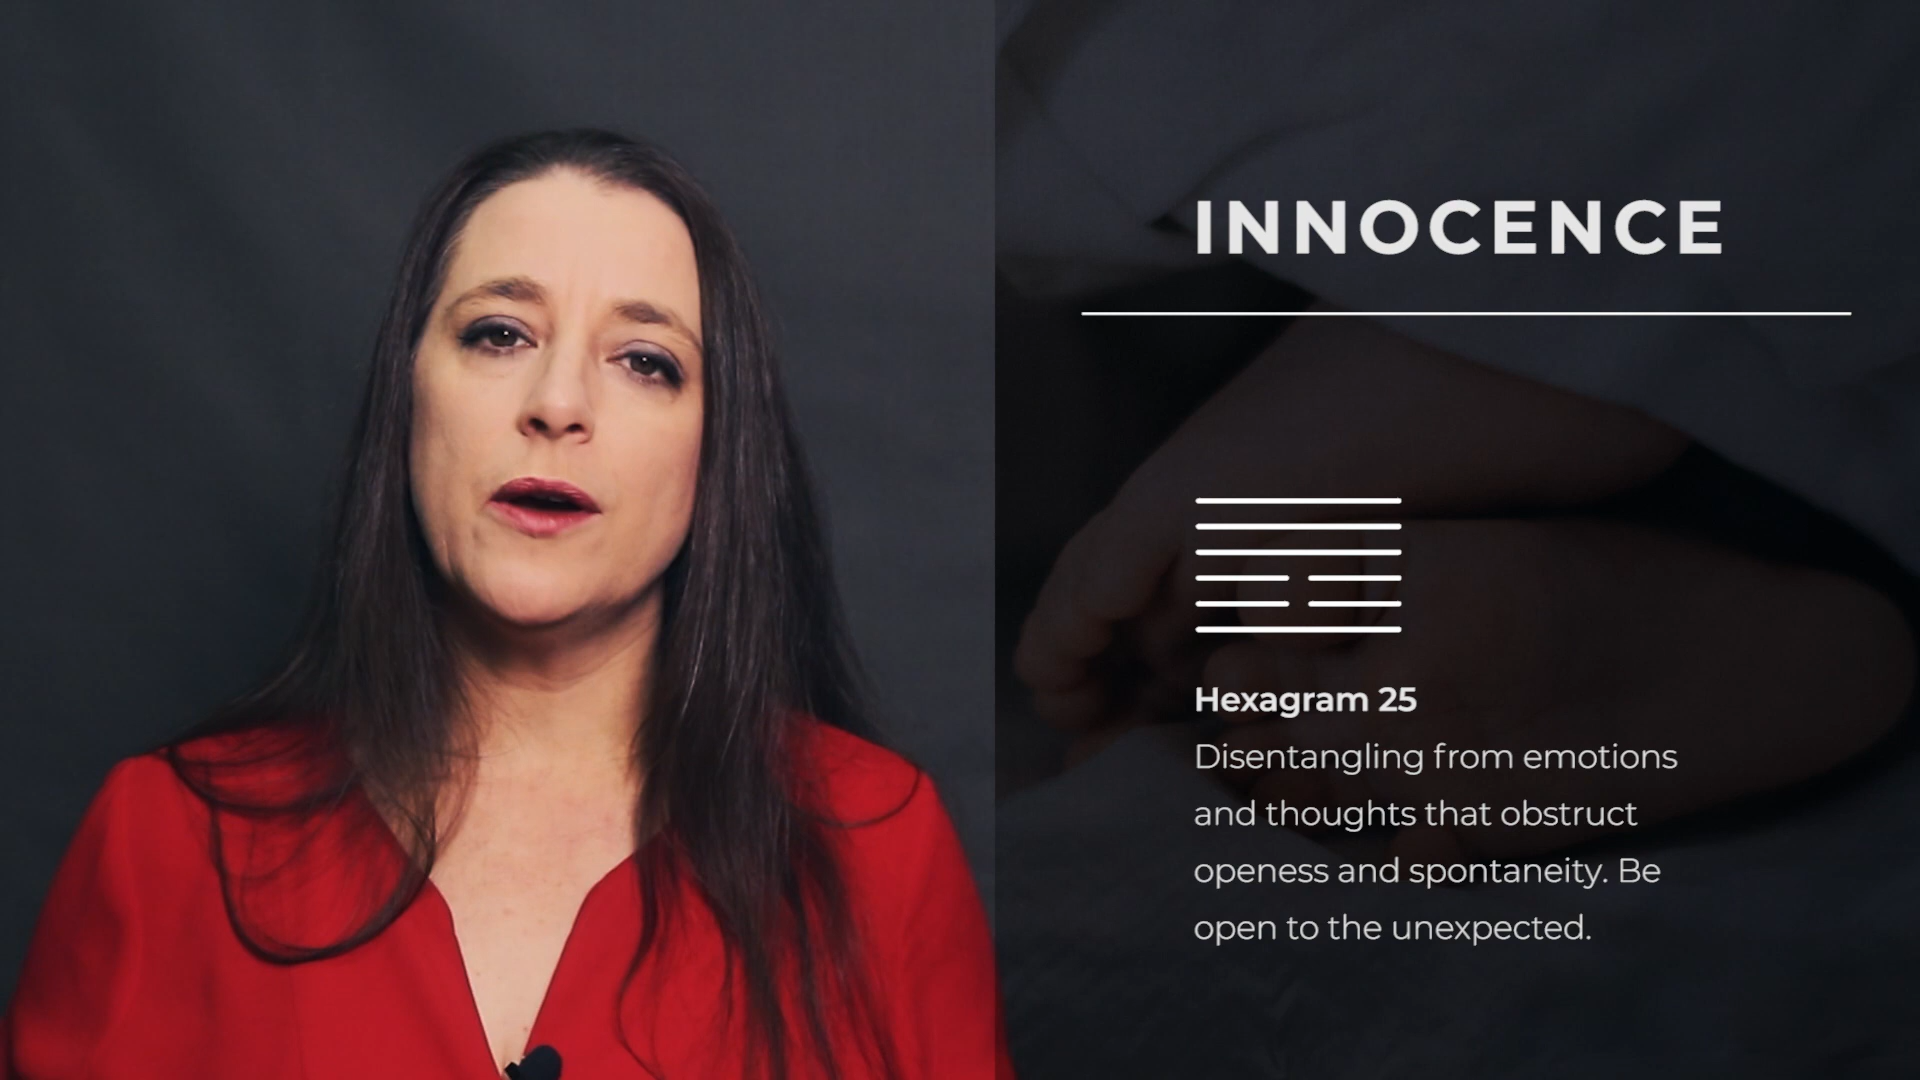 INNOCENCE
Hexagram 25
Disentangling from emotions
and thoughts that obstruct
openess and spontaneity. Be
open to the unexpected.